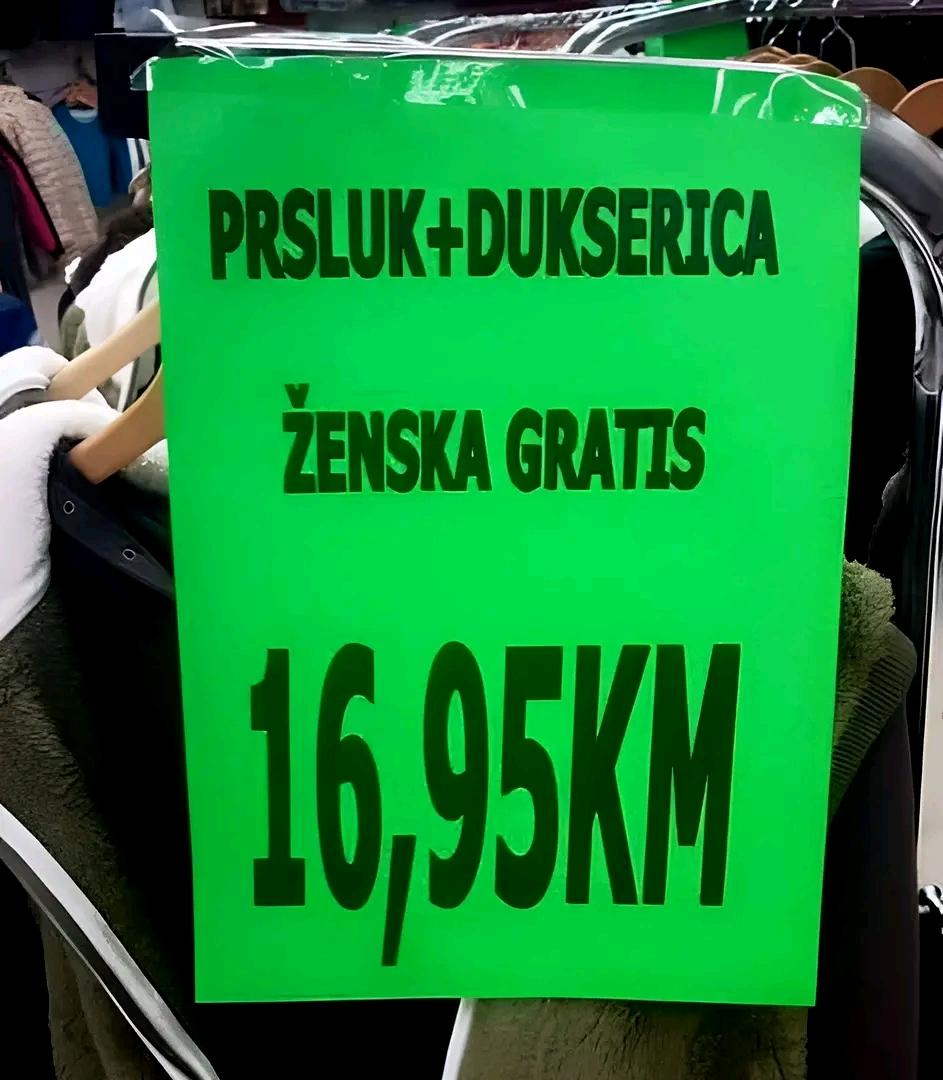 PRSLUK+DUKSERICA
ŽENSKA GRATIS
16,95KM